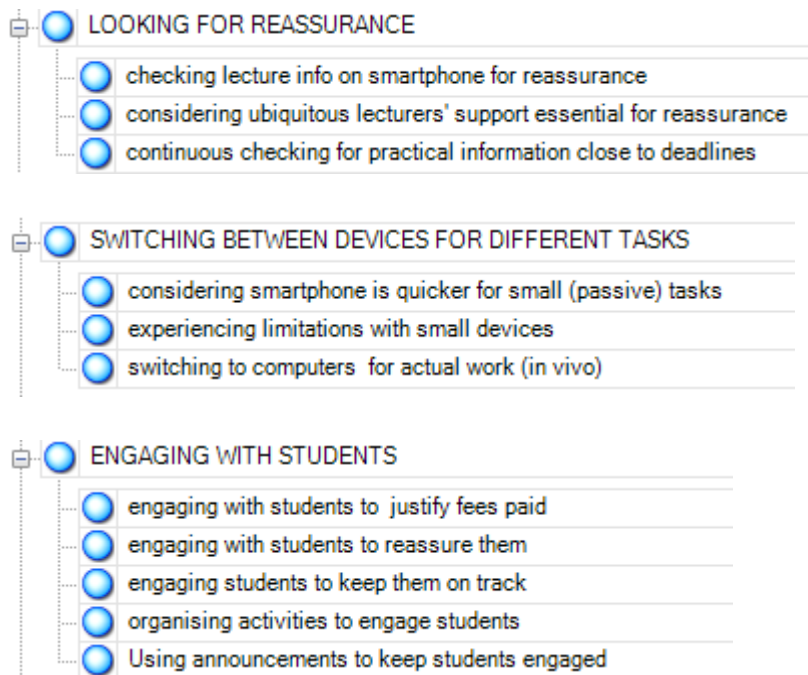 LOOKING FOR REASSURANCE
checking lecture info on smartphone for reassurance
considering ubiquitous lecturers' support essential for reassurance
continuous checking for practical information close to deadlines
SWITCHING BETWEEN DEVICES FOR DIFFERENT TASKS
considering smartphone is quicker for small (passive) tasks
experiencing limitations with small devices
switching to computers for actual work (in vivo)
ENGAGING WITH STUDENTS
engaging with students to justify fees paid
engaging with students to reassure them
engaging students to keep them on track
organising activities to engage students
Using announcements to keep students engaged